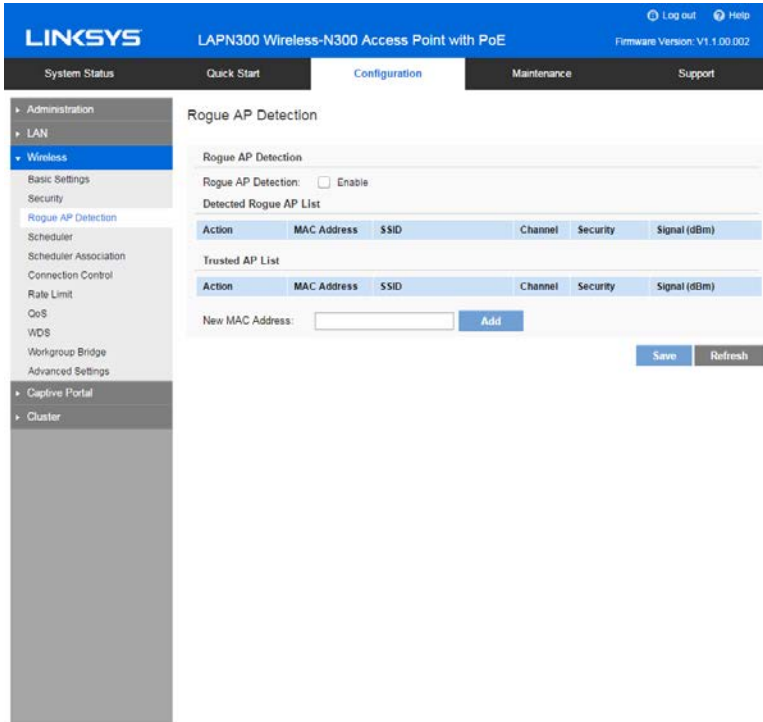 Log out Help
LINKSYS LAPN300 Wireless-N300 Access Point with PoE Firmware Version: V1.1.00.002
System Status Quick Start Configuration Maintenance Support
Administration
LAN
Wireless
Basic Settings
Security
Rogue AP Detection
Scheduler
Scheduler Association
Connection Control
Rate Limit
QoS
WDS
Workgroup Bridge
Advanced Settings
Captive Portal
Cluster
Rogue AP Detection
Rogue AP Detection
Rogue AP Detection: Enable
Detected Rogue AP List
Action MAC Address SSID Channel Security Signal (dBm)
Trusted AP List
Action MAC Address SSID Channel Security Signal (dBm)
New MAC Address: Add
Save Refresh